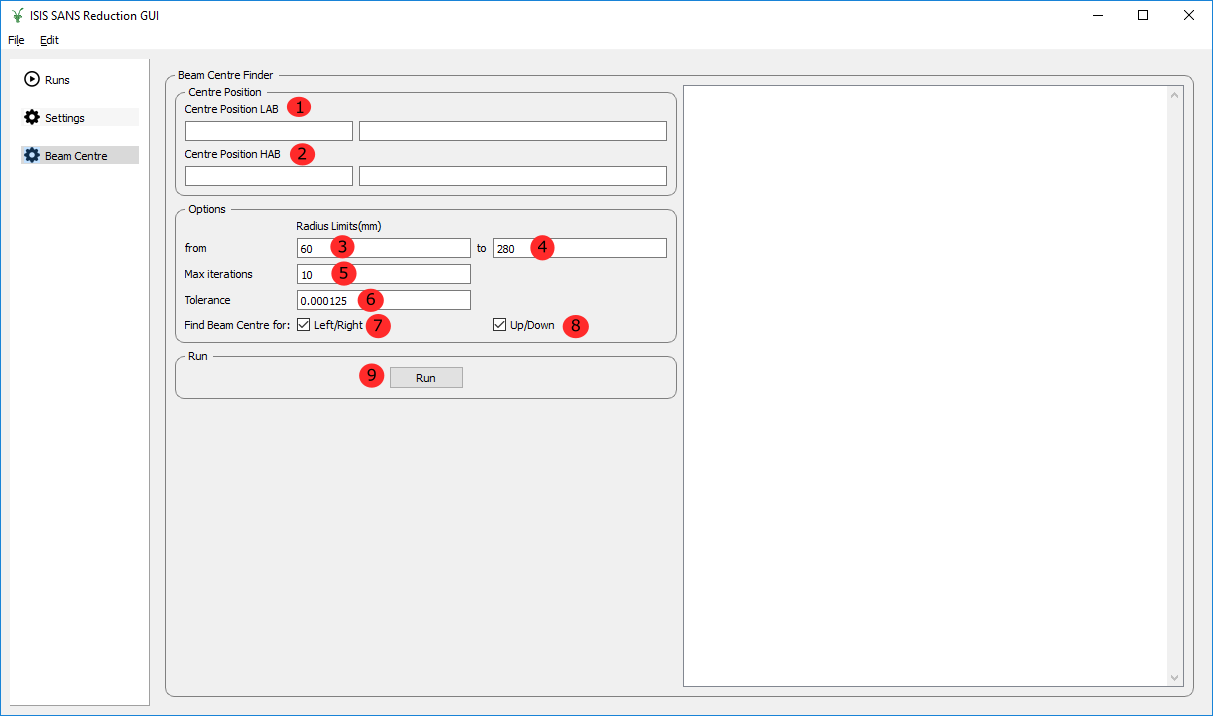 ISIS SANS Reduction GUI
File Edit
Runs
Settings
Beam Centre
Beam Centre Finder
Centre Position
Centre Position LAB 1
Centre Position HAB 2
Options
Radius Limits(mm)
from 60 3 to 280 4
Max iterations 10 5
Tolerance 0.000125 6
Find Beam Centre for: Left/Right 7 Up/Down 8
Run
9 Run